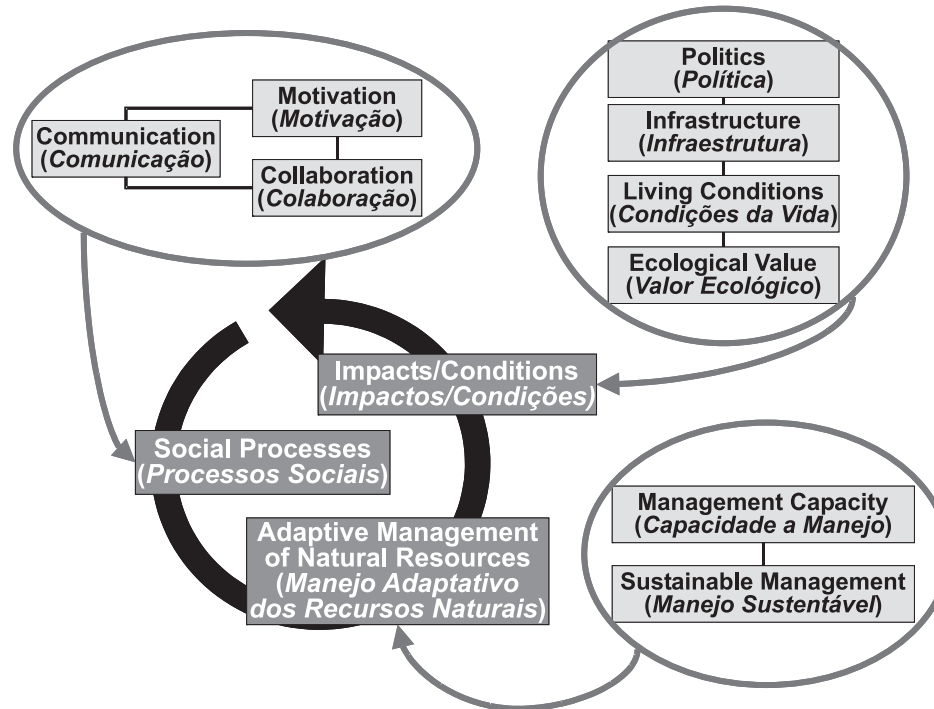 Motivation
(Motivação)
Communication
(Comunicação)
Collaboration
(Colaboração)
Politics
(Política)
Infrastructure
(Infraestrutura)
Living Conditions
(Condições da Vida)
Ecological Value
(Valor Ecológico)
Impacts/Conditions
(Impactos/Condições)
Social Processes
(Processos Sociais)
Adaptive Management
of Natural Resources
(Manejo Adaptativo
dos Recursos Naturais)
Management Capacity
(Capacidade a Manejo)
Sustainable Management
(Manejo Sustentável)